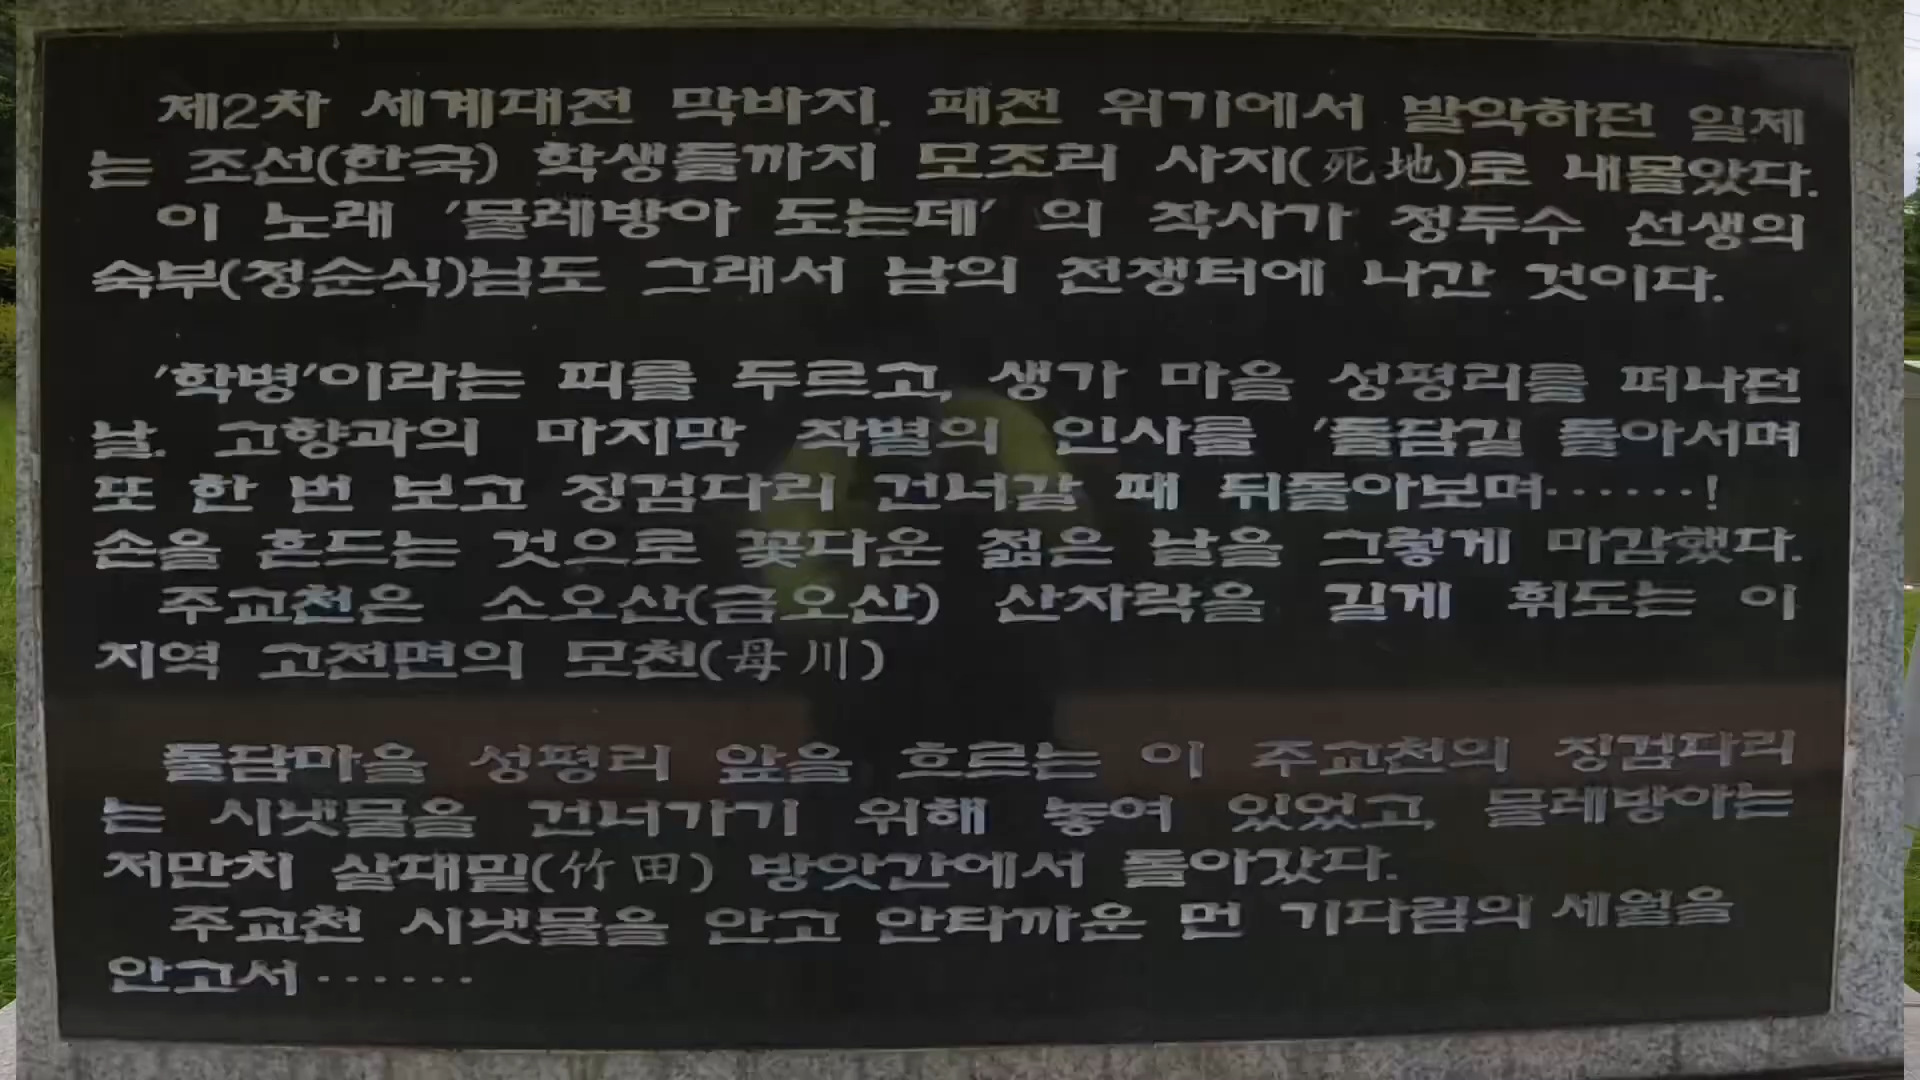 제2차 세계대전 막바지. 패전 위기에서 발악하던 일제
는 조선(한국) 학생들까지 모조리 사지(死地)로 내몰았다.
이 노래 '물레방아 도는데' 의 작사가 정두수 선생의
숙부(정순식)님도 그래서 남의 전쟁터에 나간 것이다.
'학병'이라는 띠를 두르고, 생가 마을 성평리를 떠나던
날. 고향과의 마지막 작별의 인사를 '돌담길 돌아서며
또 한 번 보고 징검다리 건너갈 때 뒤돌아보며⋯⋯!
손을 흔드는 것으로 꽃다운 젊은 날을 그렇게 마감했다.
주교천은 소오산(금오산) 산자락을 길게 휘도는 이
지역 고전면의 모천(母川)
돌담마을 성평리 앞을 흐르는 이 주교천의 징검다리
는 시냇물을 건너가기 위해 놓여 있었고, 물레방아는
저만치 살대밑(竹田) 방앗간에서 돌아갔다.
주교천 시냇물을 안고 안타까운 먼 기다림의 세월을
안고서⋯⋯